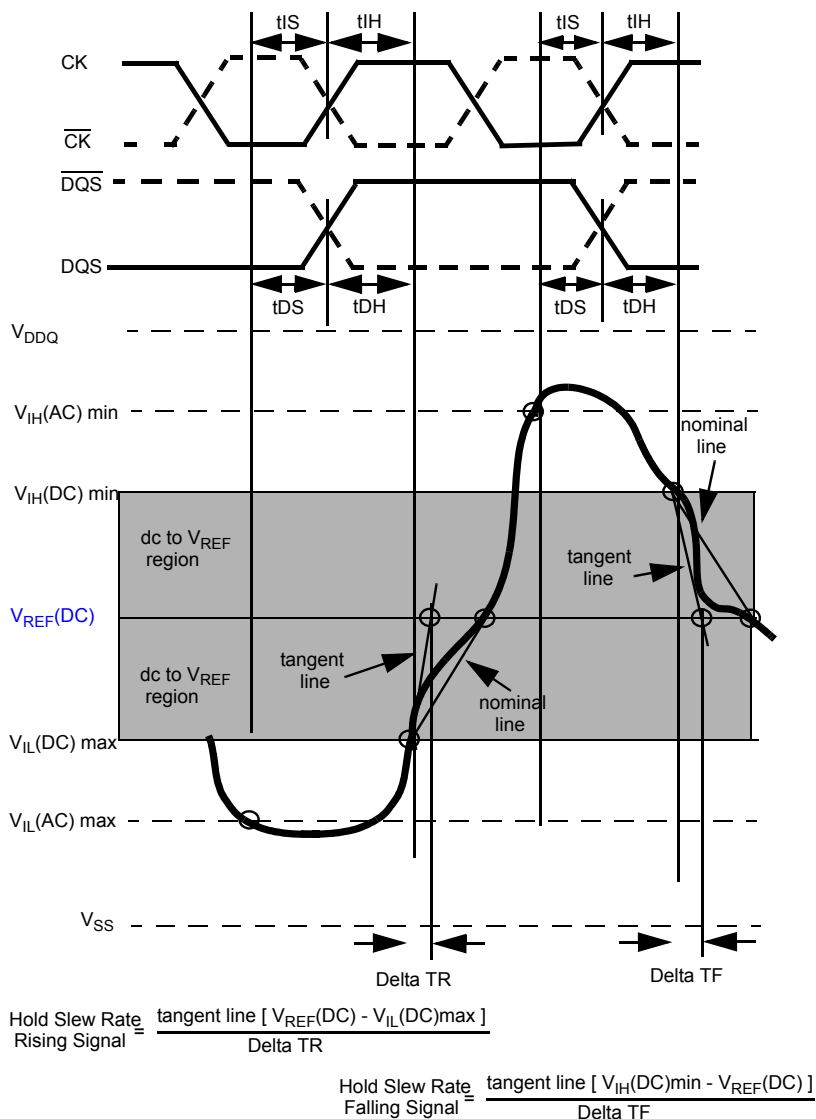 tIS tIH tIS tIH
CK
CK
DQS
DQS
tDS tDH tDS tDH
VDDQ
VIH(AC) min
nominal
line
VIH(DC) min
dc to VREF
region
tangent
line
VREF(DC)
dc to VREF
region
tangent
line
nominal
line
VIL(DC) max
VIL(AC) max
VSS
Delta TR Delta TF
Hold Slew Rate
Rising Signal
= tangent line [ VREF(DC) - VIL(DC)max ]
Delta TR
Hold Slew Rate
Falling Signal
= tangent line [ VIH(DC)min - VREF(DC) ]
Delta TF